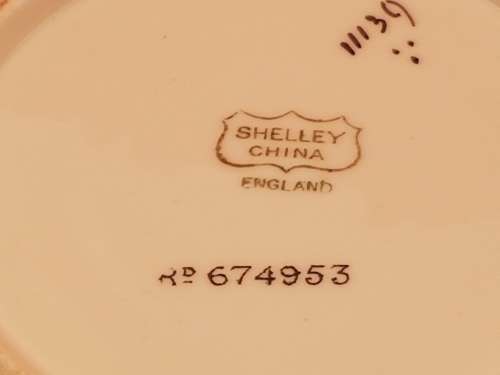 11139
SHELLEY
CHINA
ENGLAND
RD 674953